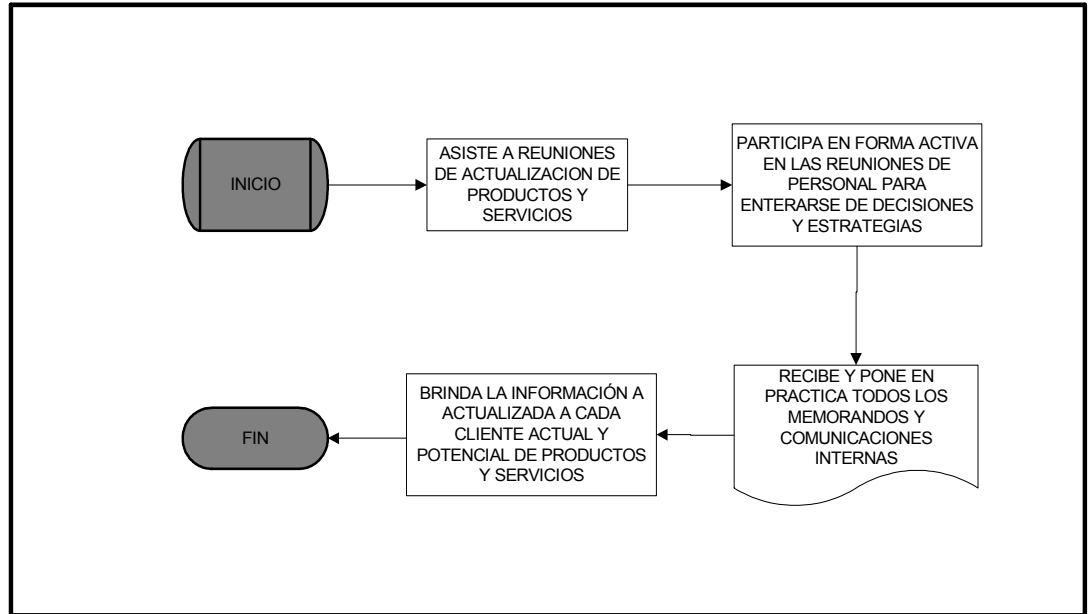 INICIO
ASISTE A REUNIONES
DE ACTUALIZACION DE
PRODUCTOS Y
SERVICIOS
PARTICIPA EN FORMA ACTIVA
EN LAS REUNIONES DE
PERSONAL PARA
ENTERARSE DE DECISIONES
Y ESTRATEGIAS
RECIBE Y PONE EN
PRACTICA TODOS LOS
MEMORANDOS Y
COMUNICACIONES
INTERNAS
BRINDA LA INFORMACIÓN A
ACTUALIZADA A CADA
CLIENTE ACTUAL Y
POTENCIAL DE PRODUCTOS
Y SERVICIOS
FIN